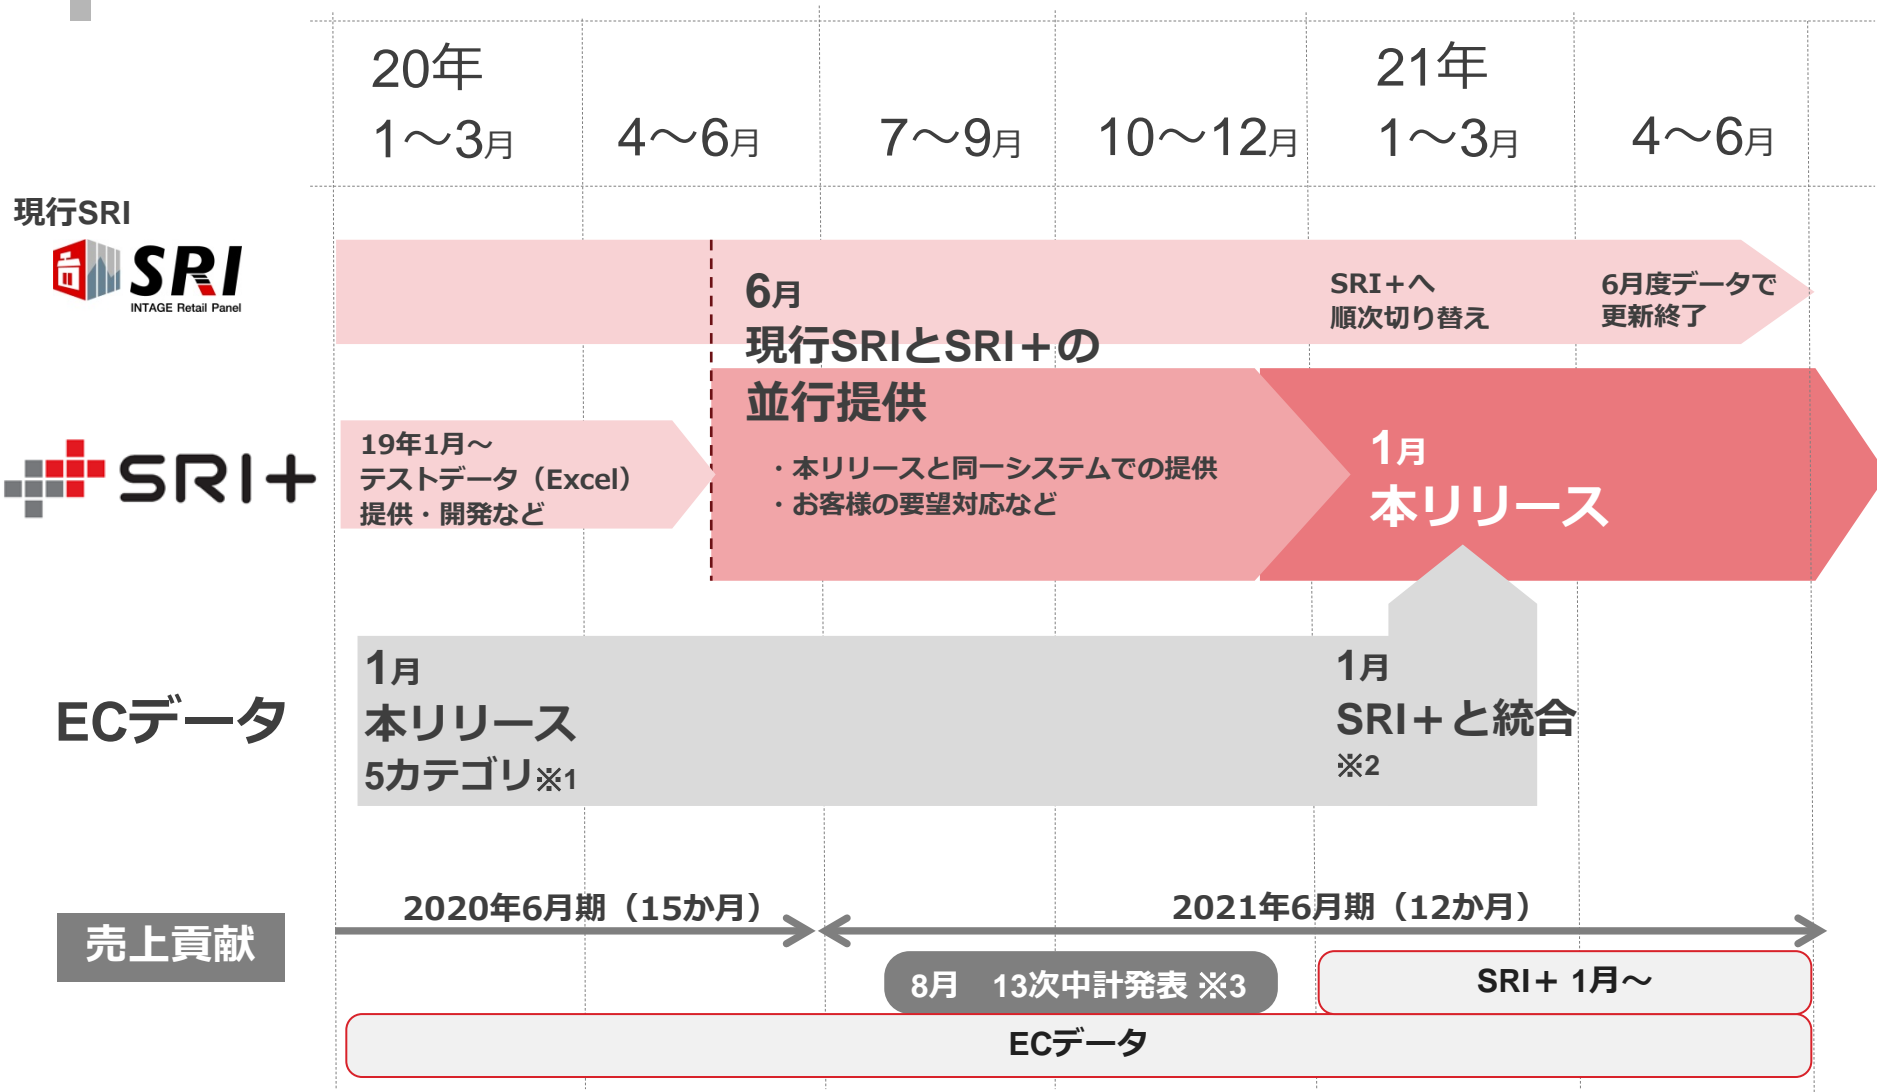 20年
21年
1～3月
4～6月
7～9月
10～12月
1～3月
4～6月
現行SRI
SRI
INTAGE Retail Panel
6月
現行SRIとSRI＋の
並行提供
SRI＋へ
順次切り替え
6月度データで
更新終了
SRI+
19年1月～
テストデータ（Excel）
提供・開発など
・本リリースと同一システムでの提供
・お客様の要望対応など
1月
本リリース
ECデータ
1月
本リリース
5カテゴリ※1
1月
SRI＋と統合
※2
売上貢献
2020年6月期（15か月）
2021年6月期（12か月）
8月　13次中計発表 ※3
SRI＋ 1月～
ECデータ